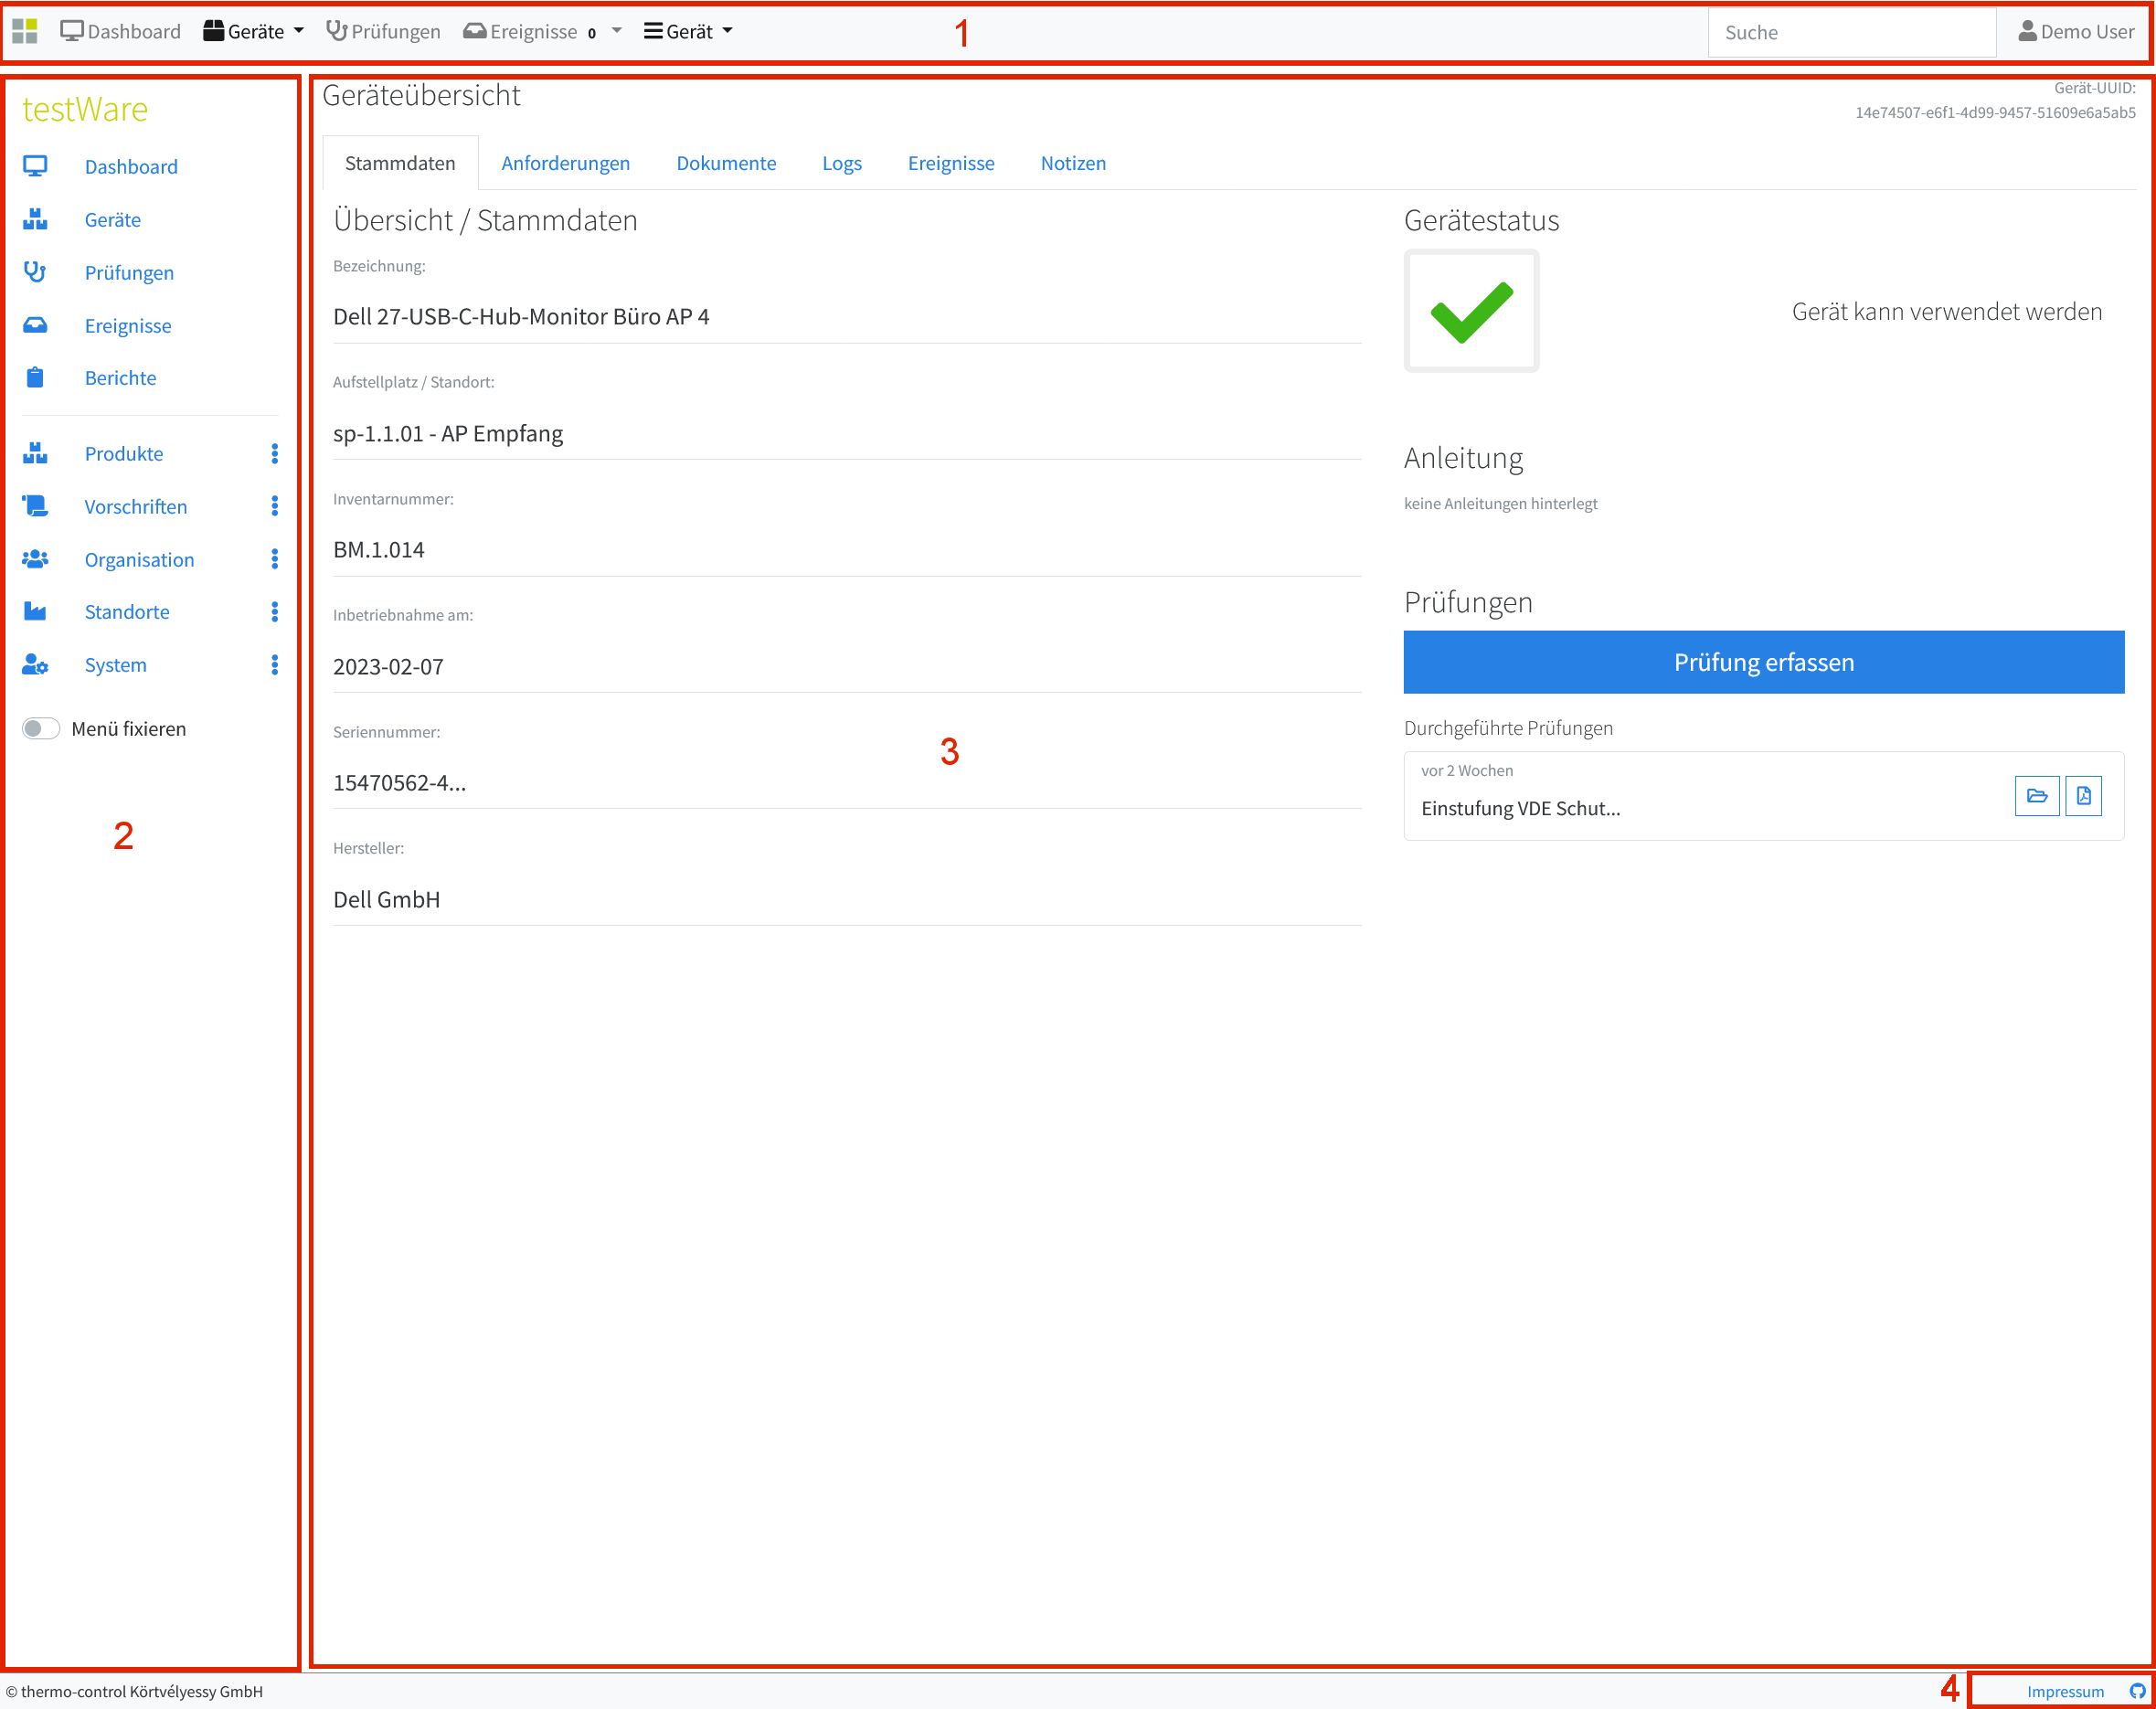 Dashboard Geräte Prüfungen Ereignisse 0 Gerät 1 Suche Demo User
testWare
Dashboard
Geräte
Prüfungen
Ereignisse
Berichte
Produkte
Vorschriften
Organisation
Standorte
System
Menü fixieren
2
Geräteübersicht
Gerät-UUID:
14e74507-e6f1-4d99-9457-51609e6a5ab5
Stammdaten Anforderungen Dokumente Logs Ereignisse Notizen
Übersicht / Stammdaten
Bezeichnung:
Dell 27-USB-C-Hub-Monitor Büro AP 4
Aufstellplatz / Standort:
sp-1.1.01 - AP Empfang
Inventarnummer:
BM.1.014
Inbetriebnahme am:
2023-02-07
Seriennummer:
15470562-4...
Hersteller:
Dell GmbH
3
Gerätestatus
Gerät kann verwendet werden
Anleitung
keine Anleitungen hinterlegt
Prüfungen
Prüfung erfassen
Durchgeführte Prüfungen
vor 2 Wochen
Einstufung VDE Schut...
© thermo-control Körtvélyessy GmbH
4 Impressum